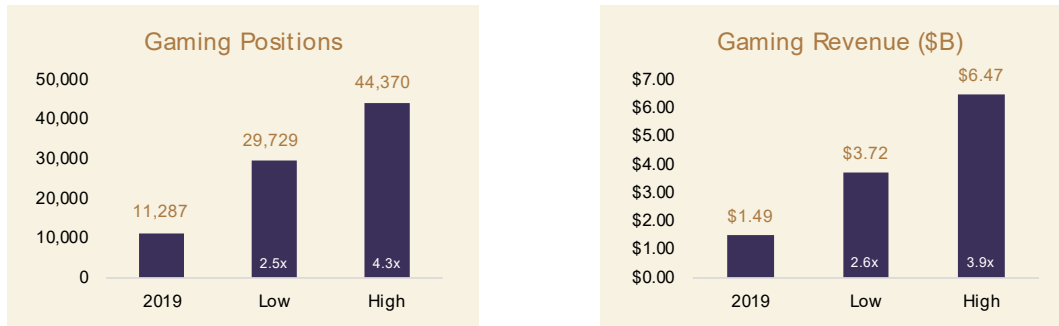 Gaming Positions
50,000
40,000
30,000
20,000
10,000
0
11,287
29,729
44,370
2.5x
4.3x
2019 Low High
Gaming Revenue ($B)
$7.00
$6.00
$5.00
$4.00
$3.00
$2.00
$1.00
$0.00
$1.49
$3.72
$6.47
2.6x
3.9x
2019 Low High